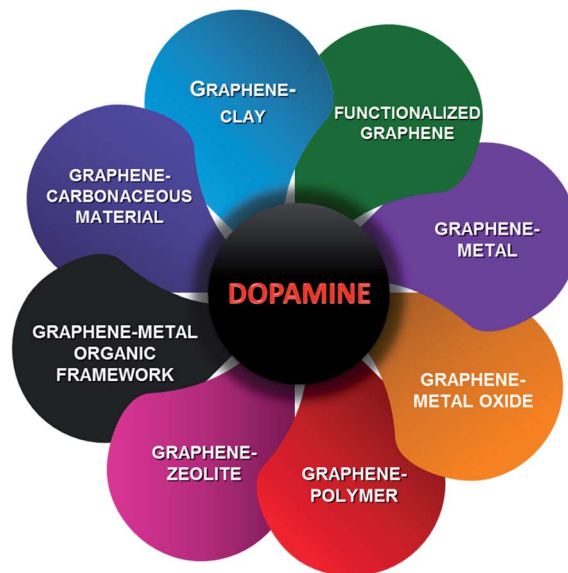 GRAPHENE-
CLAY
FUNCTIONALIZED
GRAPHENE
GRAPHENE-
METAL
GRAPHENE-
METAL OXIDE
GRAPHENE-
POLYMER
GRAPHENE-
ZEOLITE
GRAPHENE-METAL
ORGANIC
FRAMEWORK
GRAPHENE-
CARBONACEOUS
MATERIAL
DOPAMINE